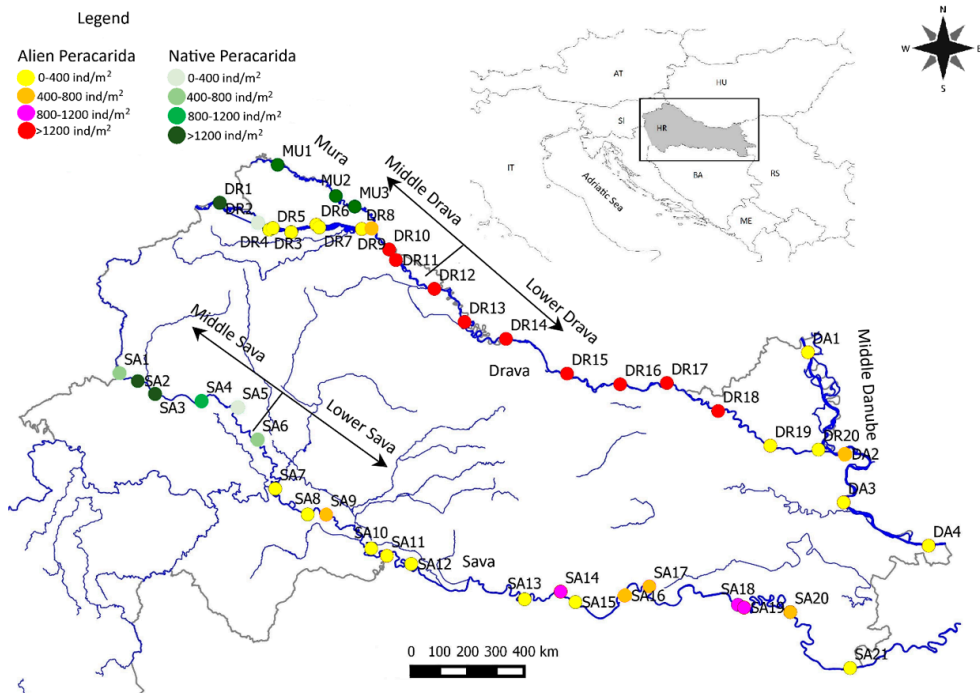 Legend
Alien Peracarida
0-400 ind/m²
400-800 ind/m²
800-1200 ind/m²
>1200 ind/m²
Native Peracarida
0-400 ind/m²
400-800 ind/m²
800-1200 ind/m²
>1200 ind/m²
N
W
E
S
AT
HU
SI
HR
IT
BA
RS
ME
Adriatic Sea
MU1
Mura
MU2
MU3
Middle Drava
DR1
DR2
DR5
DR6
DR8
DR4
DR3
DR7
DR9
DR10
DR11
DR12
Lower Drava
DR13
DR14
Drava
DR15
DR16
DR17
DR18
DR19
DR20
DA1
Middle Danube
DA2
DA3
DA4
Middle Sava
SA1
SA2
SA3
SA4
SA5
SA6
Lower Sava
SA7
SA8
SA9
SA10
SA11
SA12
Sava
SA13
SA14
SA15
SA16
SA17
SA18
SA19
SA20
SA21
0
100 200 300 400 km